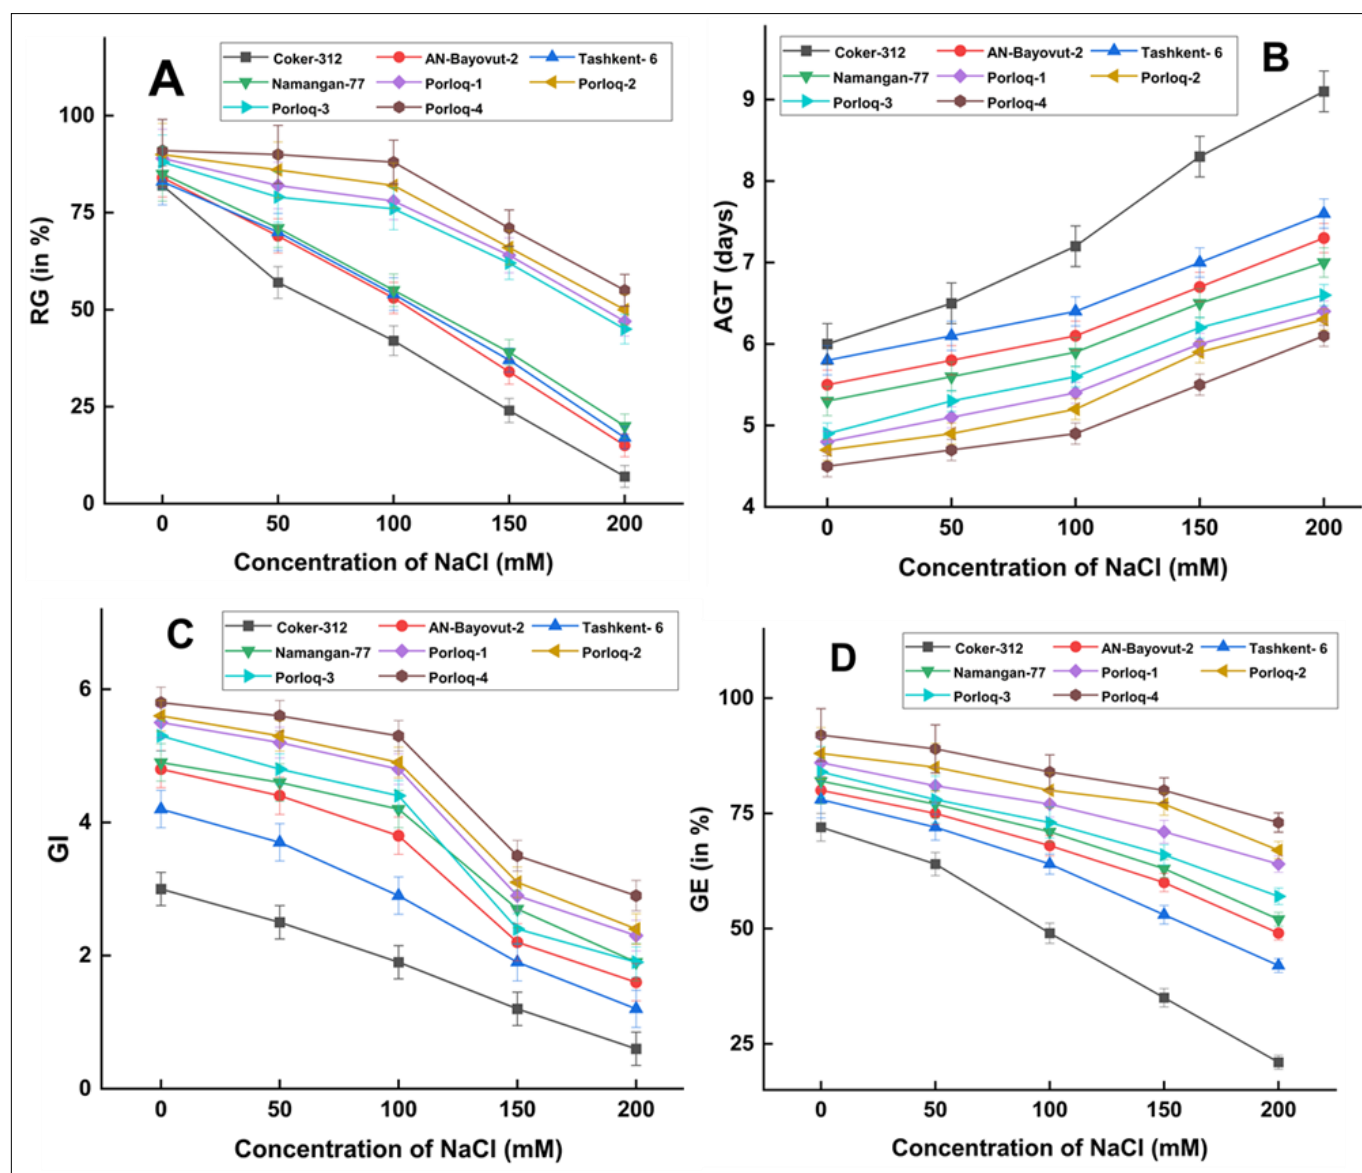 A
Coker-312 AN-Bayovut-2 Tashkent- 6
Namangan-77 Porloq-1 Porloq-2
Porloq-3 Porloq-4
RG (in %)
100
75
50
25
0
0 50 100 150 200
Concentration of NaCl (mM)
B
Coker-312 AN-Bayovut-2 Tashkent- 6
Namangan-77 Porloq-1 Porloq-2
Porloq-3 Porloq-4
AGT (days)
9
8
7
6
5
4
0 50 100 150 200
Concentration of NaCl (mM)
C
Coker-312 AN-Bayovut-2 Tashkent- 6
Namangan-77 Porloq-1 Porloq-2
Porloq-3 Porloq-4
GI
6
4
2
0
0 50 100 150 200
Concentration of NaCl (mM)
D
Coker-312 AN-Bayovut-2 Tashkent- 6
Namangan-77 Porloq-1 Porloq-2
Porloq-3 Porloq-4
GE (in %)
100
75
50
25
0 50 100 150 200
Concentration of NaCl (mM)